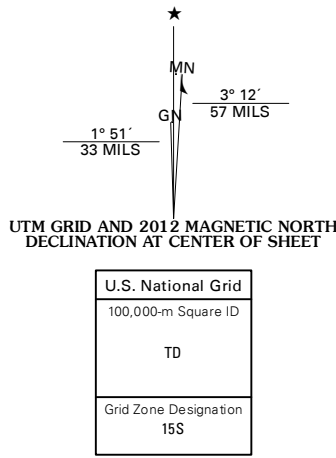 ★
MN
3° 12´
57 MILS
GN
1° 51´
33 MILS
UTM GRID AND 2012 MAGNETIC NORTH
DECLINATION AT CENTER OF SHEET
U.S. National Grid
100,000-m Square ID
TD
Grid Zone Designation
15S